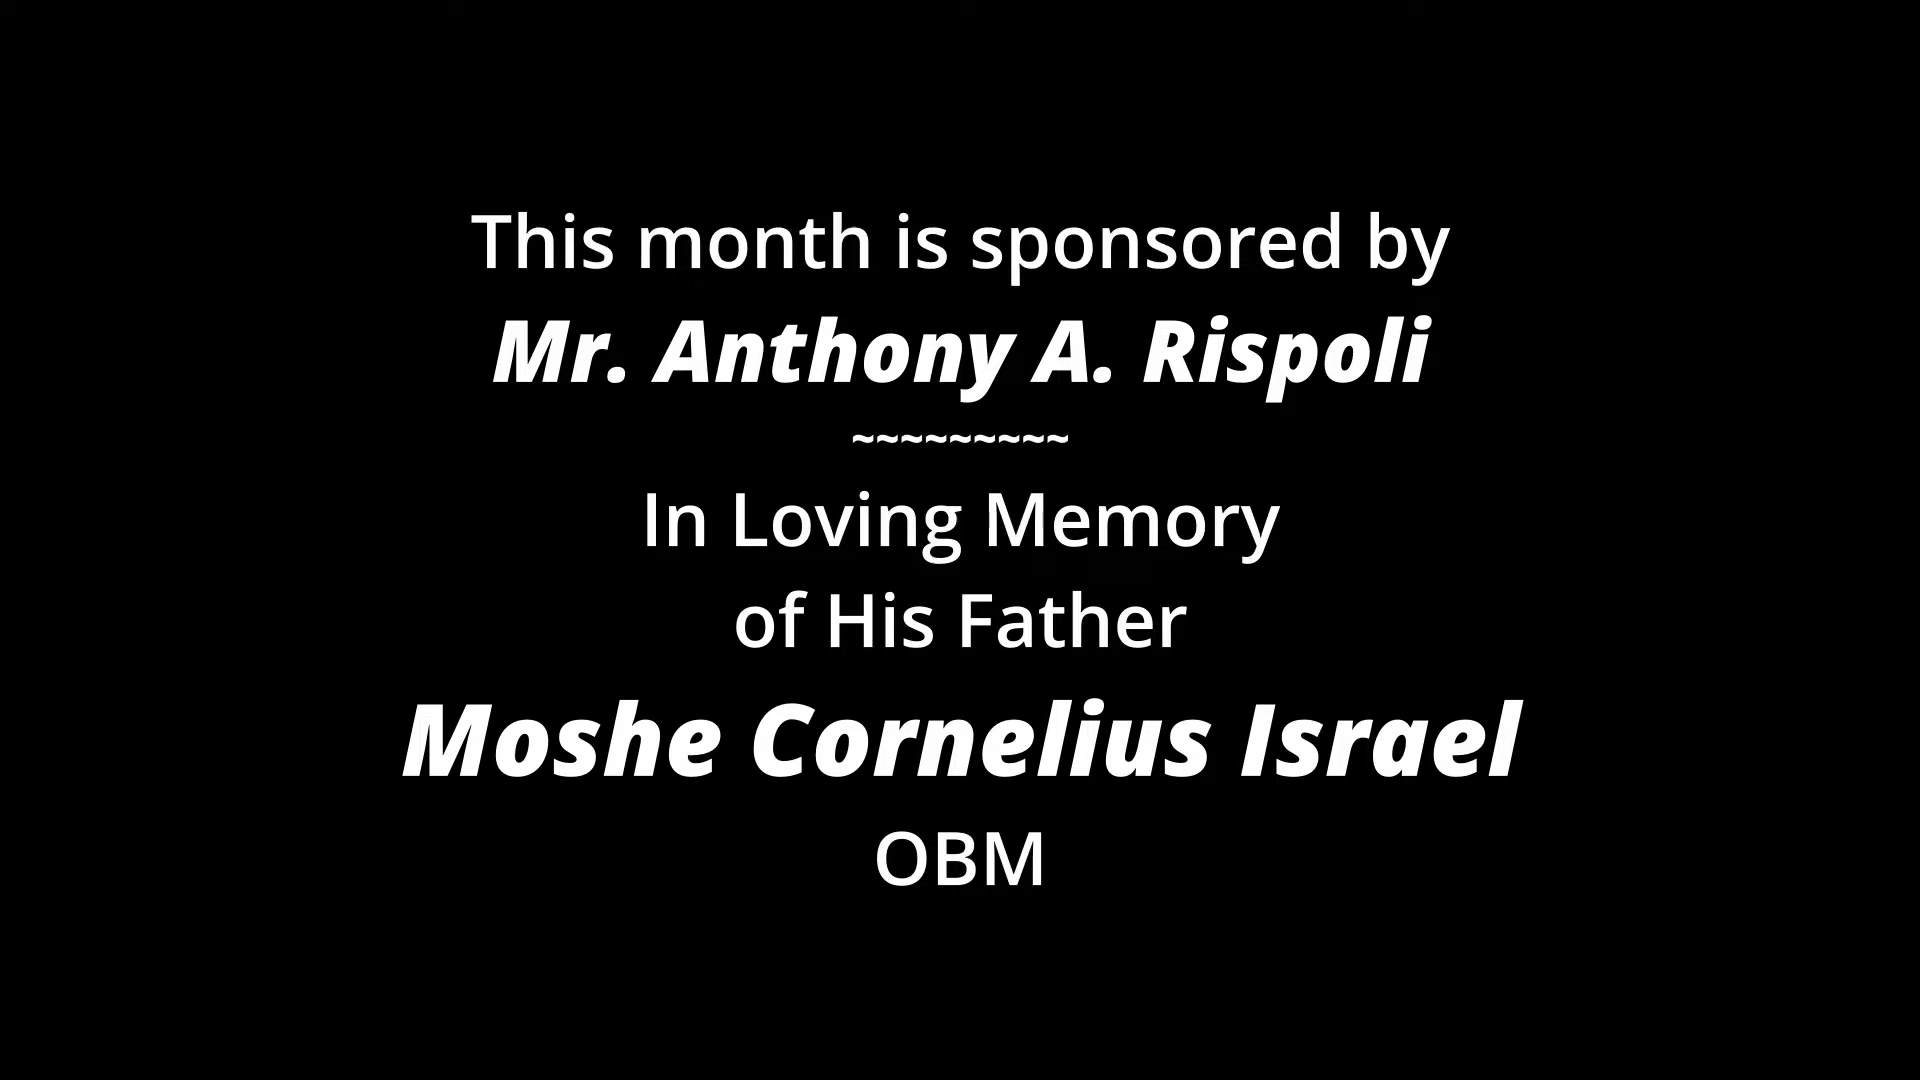 This month is sponsored by
Mr. Anthony A. Rispoli
~~~~~~~~~
In Loving Memory
of His Father
Moshe Cornelius Israel
OBM